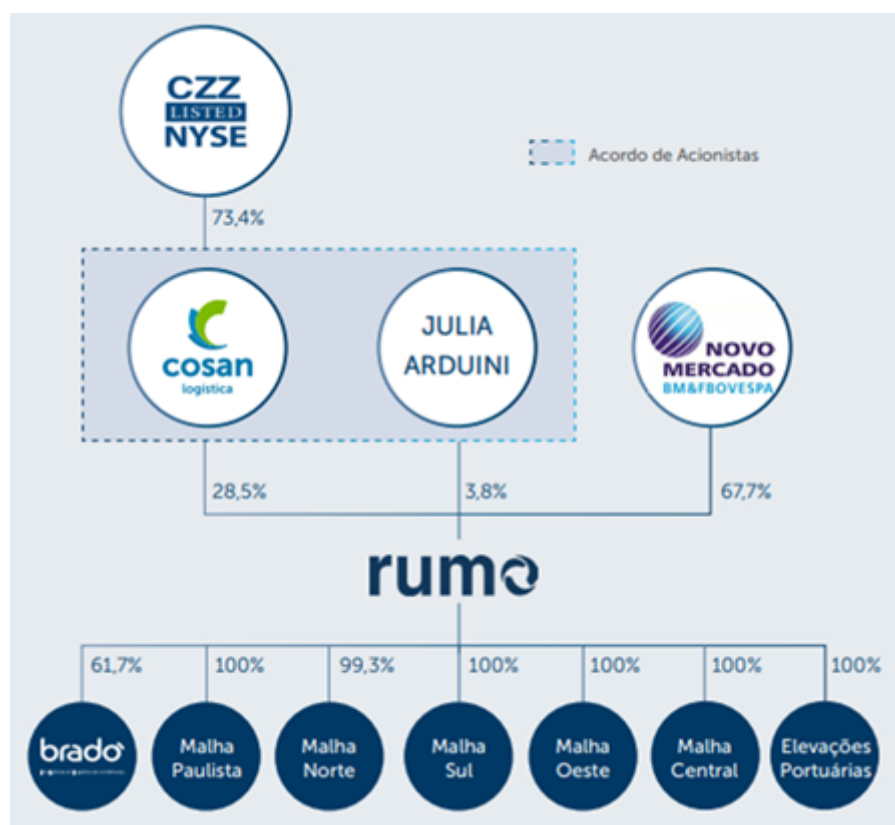 CZZ
LISTED
NYSE
Acordo de Acionistas
73,4%
cosan
logística
JULIA
ARDUINI
NOVO
MERCADO
BM&FBOVESPA
28,5%
3,8%
67,7%
rumo
61,7%
100%
99,3%
100%
100%
100%
100%
brado
Malha
Paulista
Malha
Norte
Malha
Sul
Malha
Oeste
Malha
Central
Elevações
Portuárias